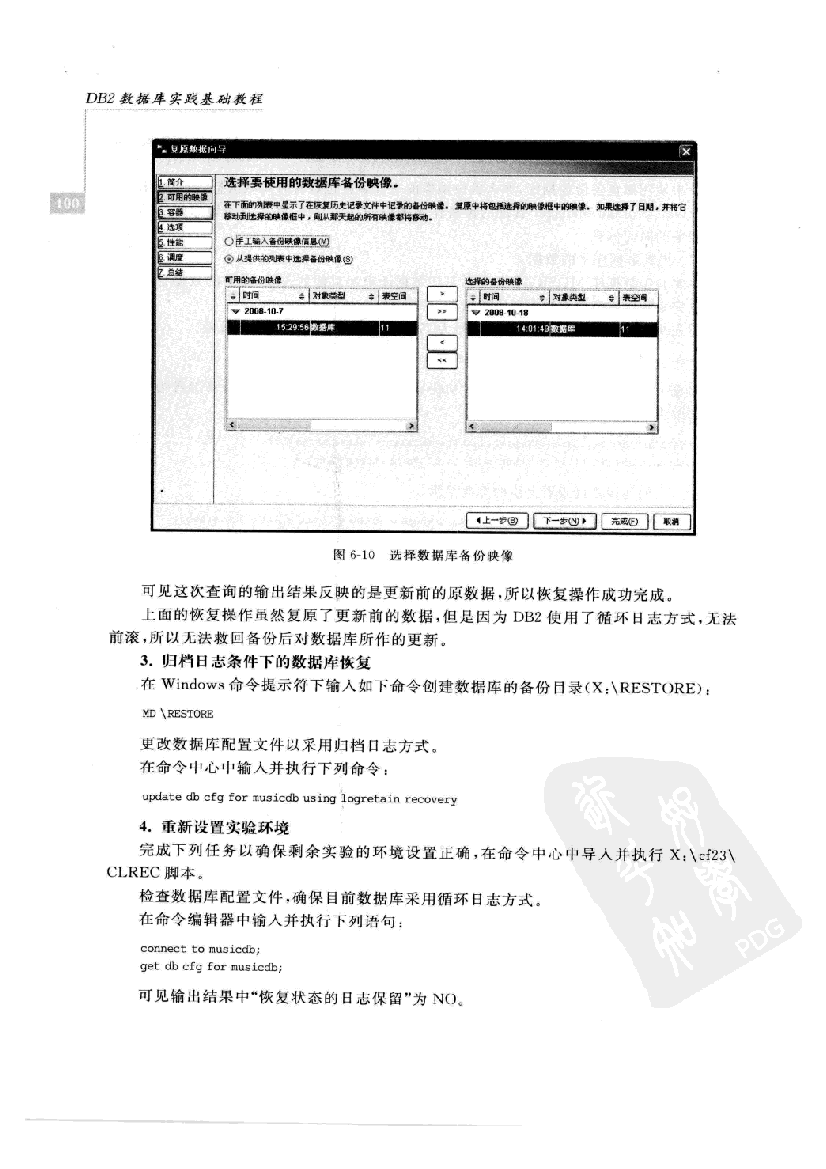 DB2 数据库实践基础教程
100
复原数据向导
1. 简介
2. 可用的映像
3. 容器
4. 选项
5. 性能
6. 调度
7. 总结
选择要使用的数据库备份映像。
在下面的列表中显示了在恢复历史记录文件中记录的备份映像。 复原中将包括选择的映像框中的映像。 如果选择了日期，并将它
移动到选择的映像框中，则从那天起的所有映像都将移动。
手工输入备份映像信息(V)
从提供的列表中选择备份映像(S)
可用的备份映像
时间 对象类型 表空间
2008-10-7
15:29:56 数据库 11
>
>>
<
<<
选择的备份映像
时间 对象类型 表空间
2008-10-18
14:01:49 数据库 11
上一步(B) 下一步(N) 完成(F) 取消
图 6-10 选择数据库备份映像
可见这次查询的输出结果反映的是更新前的原数据,所以恢复操作成功完成。
上面的恢复操作虽然复原了更新前的数据,但是因为 DB2 使用了循环日志方式,无法
前滚,所以无法救回备份后对数据库所作的更新。
3. 归档日志条件下的数据库恢复
在 Windows 命令提示符下输入如下命令创建数据库的备份目录(X:\RESTORE):
MD \RESTORE
更改数据库配置文件以采用归档日志方式。
在命令中心中输入并执行下列命令:
update db cfg for musicdb using logretain recovery
4. 重新设置实验环境
完成下列任务以确保剩余实验的环境设置正确,在命令中心中导入并执行 X:\cf23\
CLREC 脚本。
检查数据库配置文件,确保目前数据库采用循环日志方式。
在命令编辑器中输入并执行下列语句:
connect to musicdb;
get db cfg for musicdb;
可见输出结果中“恢复状态的日志保留”为 NO。
PDG